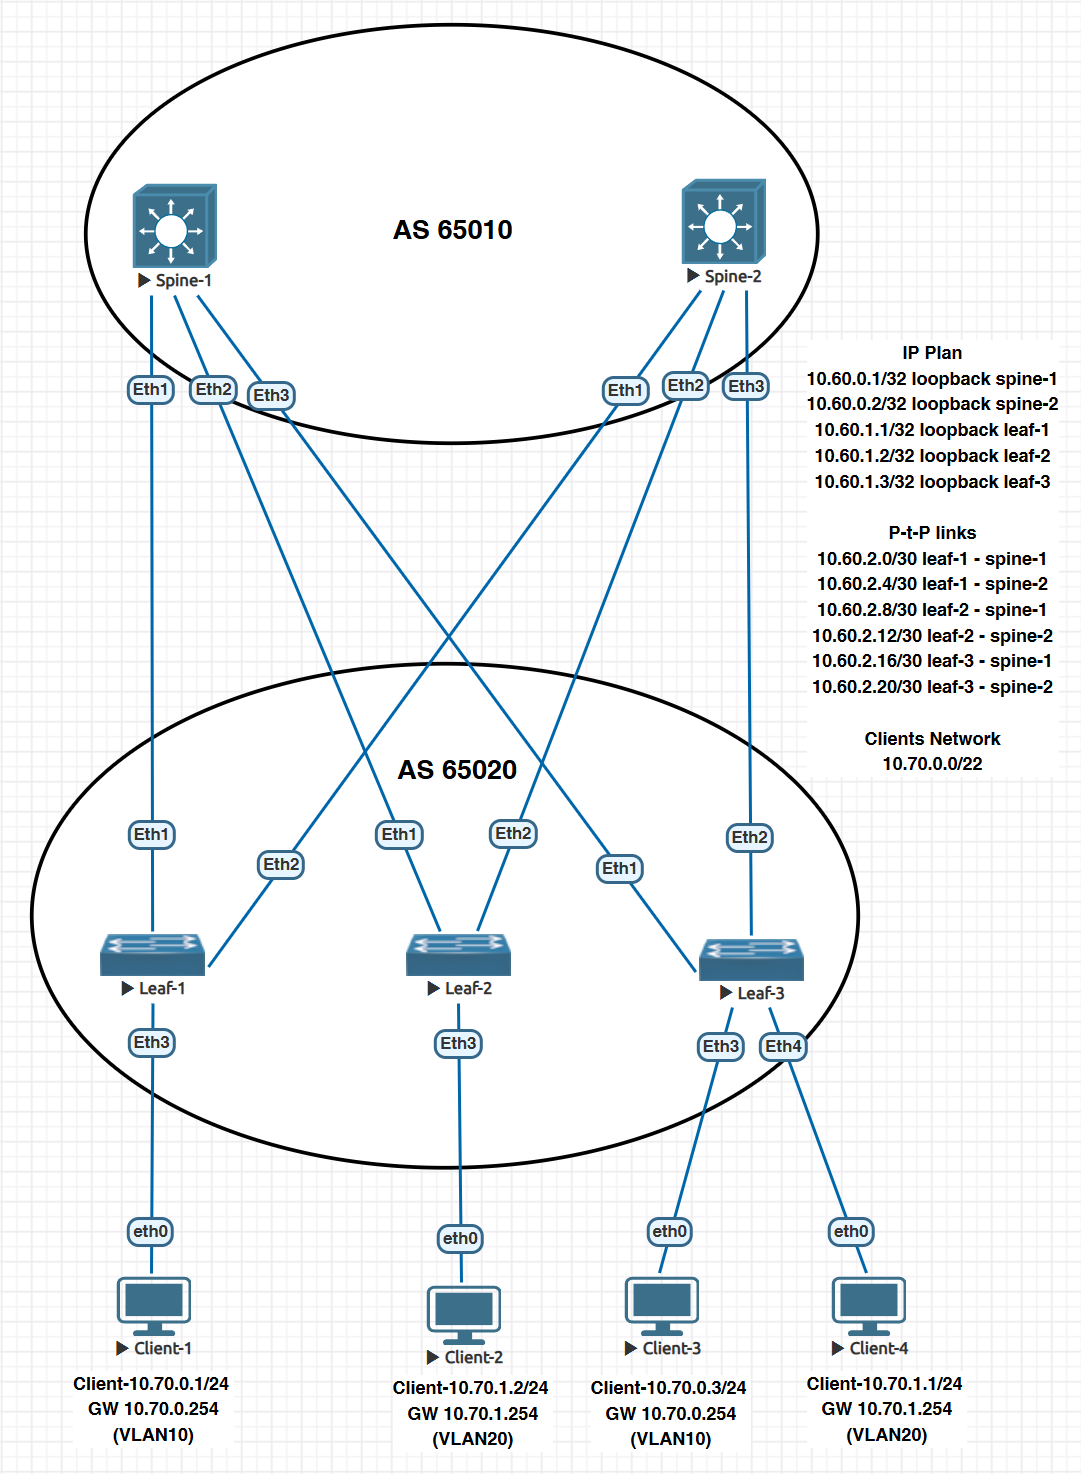 AS 65010
Spine-1
Spine-2
Eth1
Eth2
Eth3
Eth1
Eth2
Eth3
IP Plan
10.60.0.1/32 loopback spine-1
10.60.0.2/32 loopback spine-2
10.60.1.1/32 loopback leaf-1
10.60.1.2/32 loopback leaf-2
10.60.1.3/32 loopback leaf-3
P-t-P links
10.60.2.0/30 leaf-1 - spine-1
10.60.2.4/30 leaf-1 - spine-2
10.60.2.8/30 leaf-2 - spine-1
10.60.2.12/30 leaf-2 - spine-2
10.60.2.16/30 leaf-3 - spine-1
10.60.2.20/30 leaf-3 - spine-2
Clients Network
10.70.0.0/22
AS 65020
Eth1
Eth2
Eth1
Eth2
Eth1
Eth2
Leaf-1
Leaf-2
Leaf-3
Eth3
Eth3
Eth3
Eth4
eth0
eth0
eth0
eth0
Client-1
Client-2
Client-3
Client-4
Client-10.70.0.1/24
GW 10.70.0.254
(VLAN10)
Client-10.70.1.2/24
GW 10.70.1.254
(VLAN20)
Client-10.70.0.3/24
GW 10.70.0.254
(VLAN10)
Client-10.70.1.1/24
GW 10.70.1.254
(VLAN20)